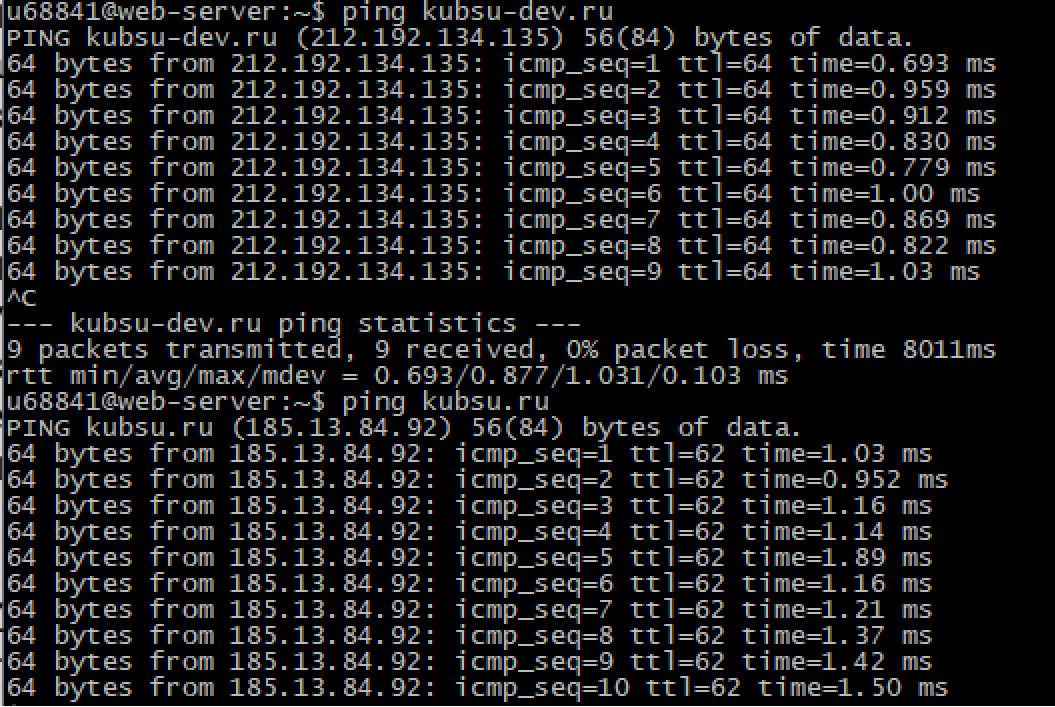 u68841@web-server:~$ ping kubsu-dev.ru
PING kubsu-dev.ru (212.192.134.135) 56(84) bytes of data.
64 bytes from 212.192.134.135: icmp_seq=1 ttl=64 time=0.693 ms
64 bytes from 212.192.134.135: icmp_seq=2 ttl=64 time=0.959 ms
64 bytes from 212.192.134.135: icmp_seq=3 ttl=64 time=0.912 ms
64 bytes from 212.192.134.135: icmp_seq=4 ttl=64 time=0.830 ms
64 bytes from 212.192.134.135: icmp_seq=5 ttl=64 time=0.779 ms
64 bytes from 212.192.134.135: icmp_seq=6 ttl=64 time=1.00 ms
64 bytes from 212.192.134.135: icmp_seq=7 ttl=64 time=0.869 ms
64 bytes from 212.192.134.135: icmp_seq=8 ttl=64 time=0.822 ms
64 bytes from 212.192.134.135: icmp_seq=9 ttl=64 time=1.03 ms
^C
--- kubsu-dev.ru ping statistics ---
9 packets transmitted, 9 received, 0% packet loss, time 8011ms
rtt min/avg/max/mdev = 0.693/0.877/1.031/0.103 ms
u68841@web-server:~$ ping kubsu.ru
PING kubsu.ru (185.13.84.92) 56(84) bytes of data.
64 bytes from 185.13.84.92: icmp_seq=1 ttl=62 time=1.03 ms
64 bytes from 185.13.84.92: icmp_seq=2 ttl=62 time=0.952 ms
64 bytes from 185.13.84.92: icmp_seq=3 ttl=62 time=1.16 ms
64 bytes from 185.13.84.92: icmp_seq=4 ttl=62 time=1.14 ms
64 bytes from 185.13.84.92: icmp_seq=5 ttl=62 time=1.89 ms
64 bytes from 185.13.84.92: icmp_seq=6 ttl=62 time=1.16 ms
64 bytes from 185.13.84.92: icmp_seq=7 ttl=62 time=1.21 ms
64 bytes from 185.13.84.92: icmp_seq=8 ttl=62 time=1.37 ms
64 bytes from 185.13.84.92: icmp_seq=9 ttl=62 time=1.42 ms
64 bytes from 185.13.84.92: icmp_seq=10 ttl=62 time=1.50 ms